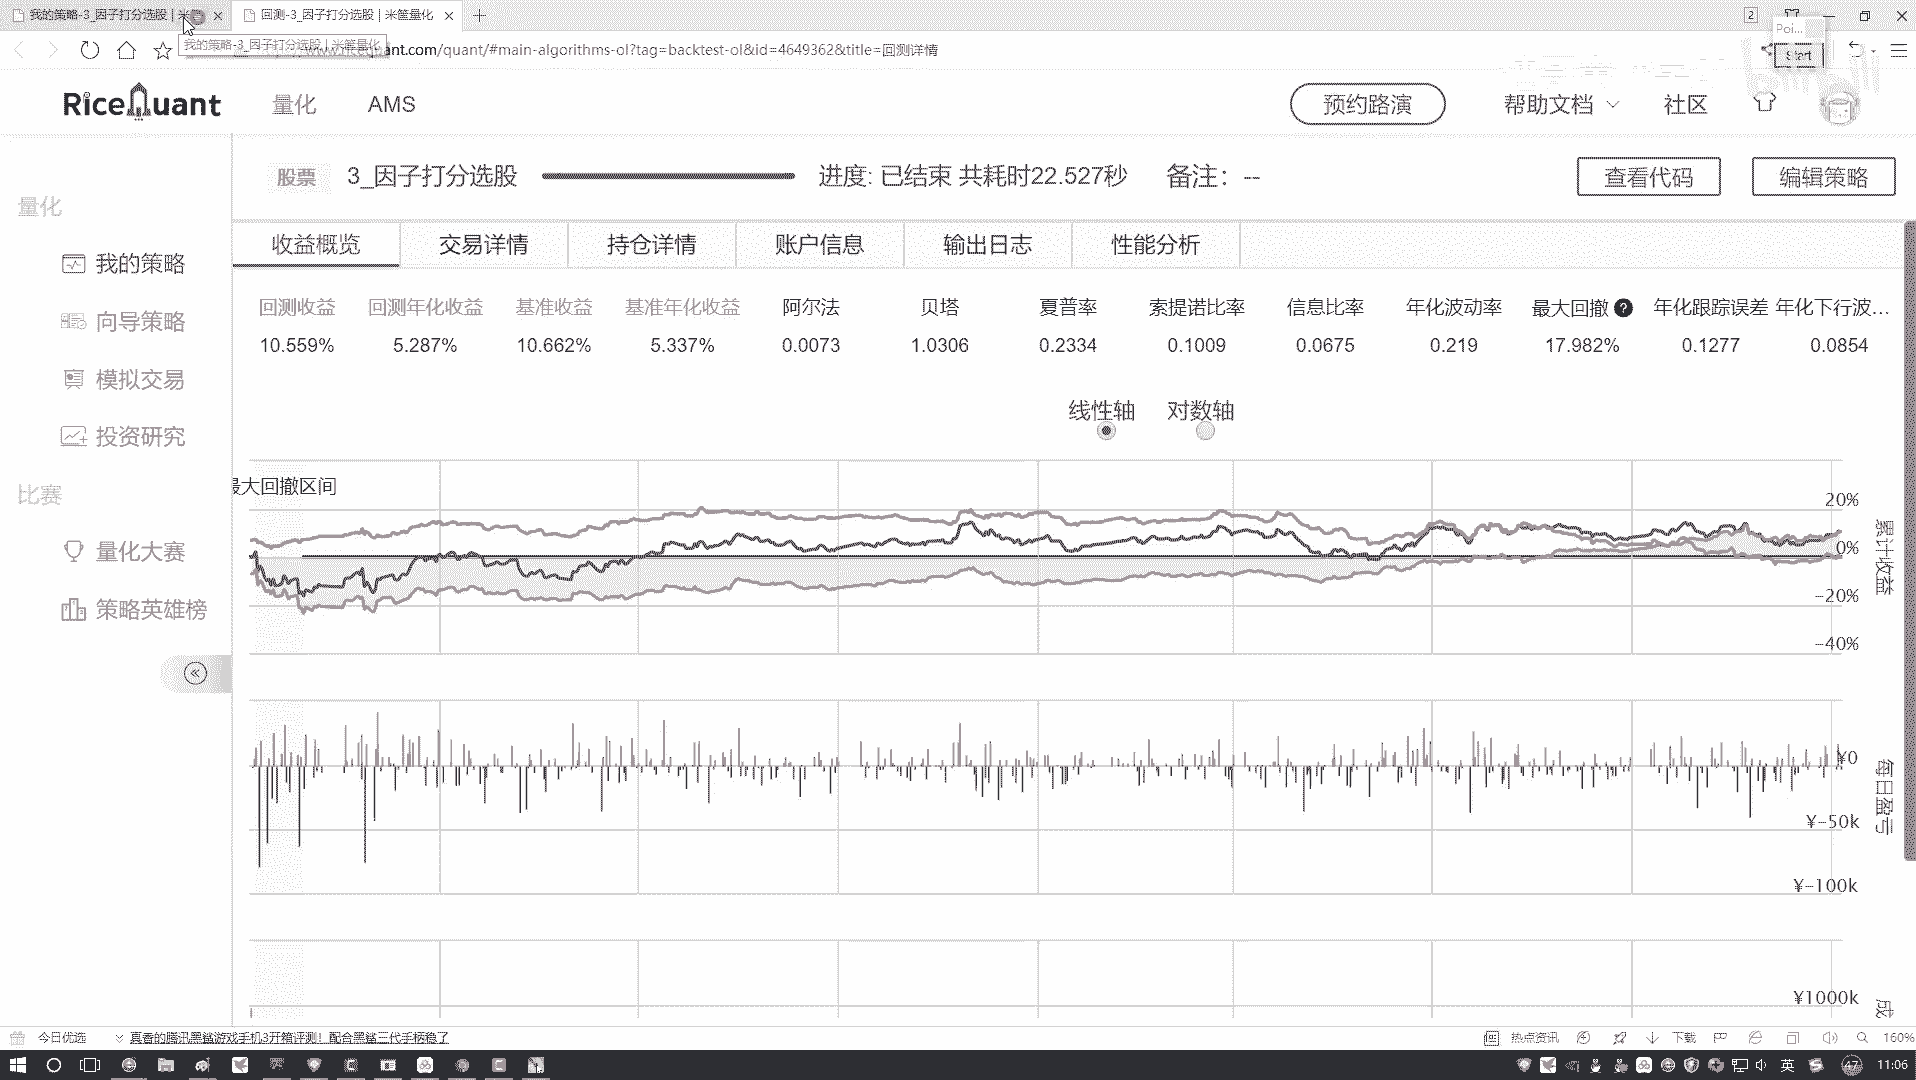 我的策略-3_因子打分选股 | 米筐
回测-3_因子打分选股 | 米筐量化
2
我的策略-3_因子打分选股 | 米筐量化
www.ricequant.com/quant/#main-algorithms-ol?tag=backtest-ol&id=4649362&title=回测详情
Poi...
Start
RiceQuant
量化
AMS
预约路演
帮助文档
社区
股票
3_因子打分选股
进度: 已结束 共耗时22.527秒
备注: --
查看代码
编辑策略
量化
我的策略
向导策略
模拟交易
投资研究
比赛
量化大赛
策略英雄榜
收益概览 交易详情 持仓详情 账户信息 输出日志 性能分析
回测收益 回测年化收益 基准收益 基准年化收益 阿尔法 贝塔 夏普率 索提诺比率 信息比率 年化波动率 最大回撤 ? 年化跟踪误差 年化下行波...
10.559% 5.287% 10.662% 5.337% 0.0073 1.0306 0.2334 0.1009 0.0675 0.219 17.982% 0.1277 0.0854
线性轴 对数轴
最大回撤区间
20%
0%
-20%
-40%
累计收益
¥0
¥-50k
¥-100k
每日盈亏
¥1000k
成
今日优选
真香的腾讯黑鲨游戏手机3开箱评测! 配合黑鲨三代手柄稳了
热点资讯
下载
160%
英
47
11:06